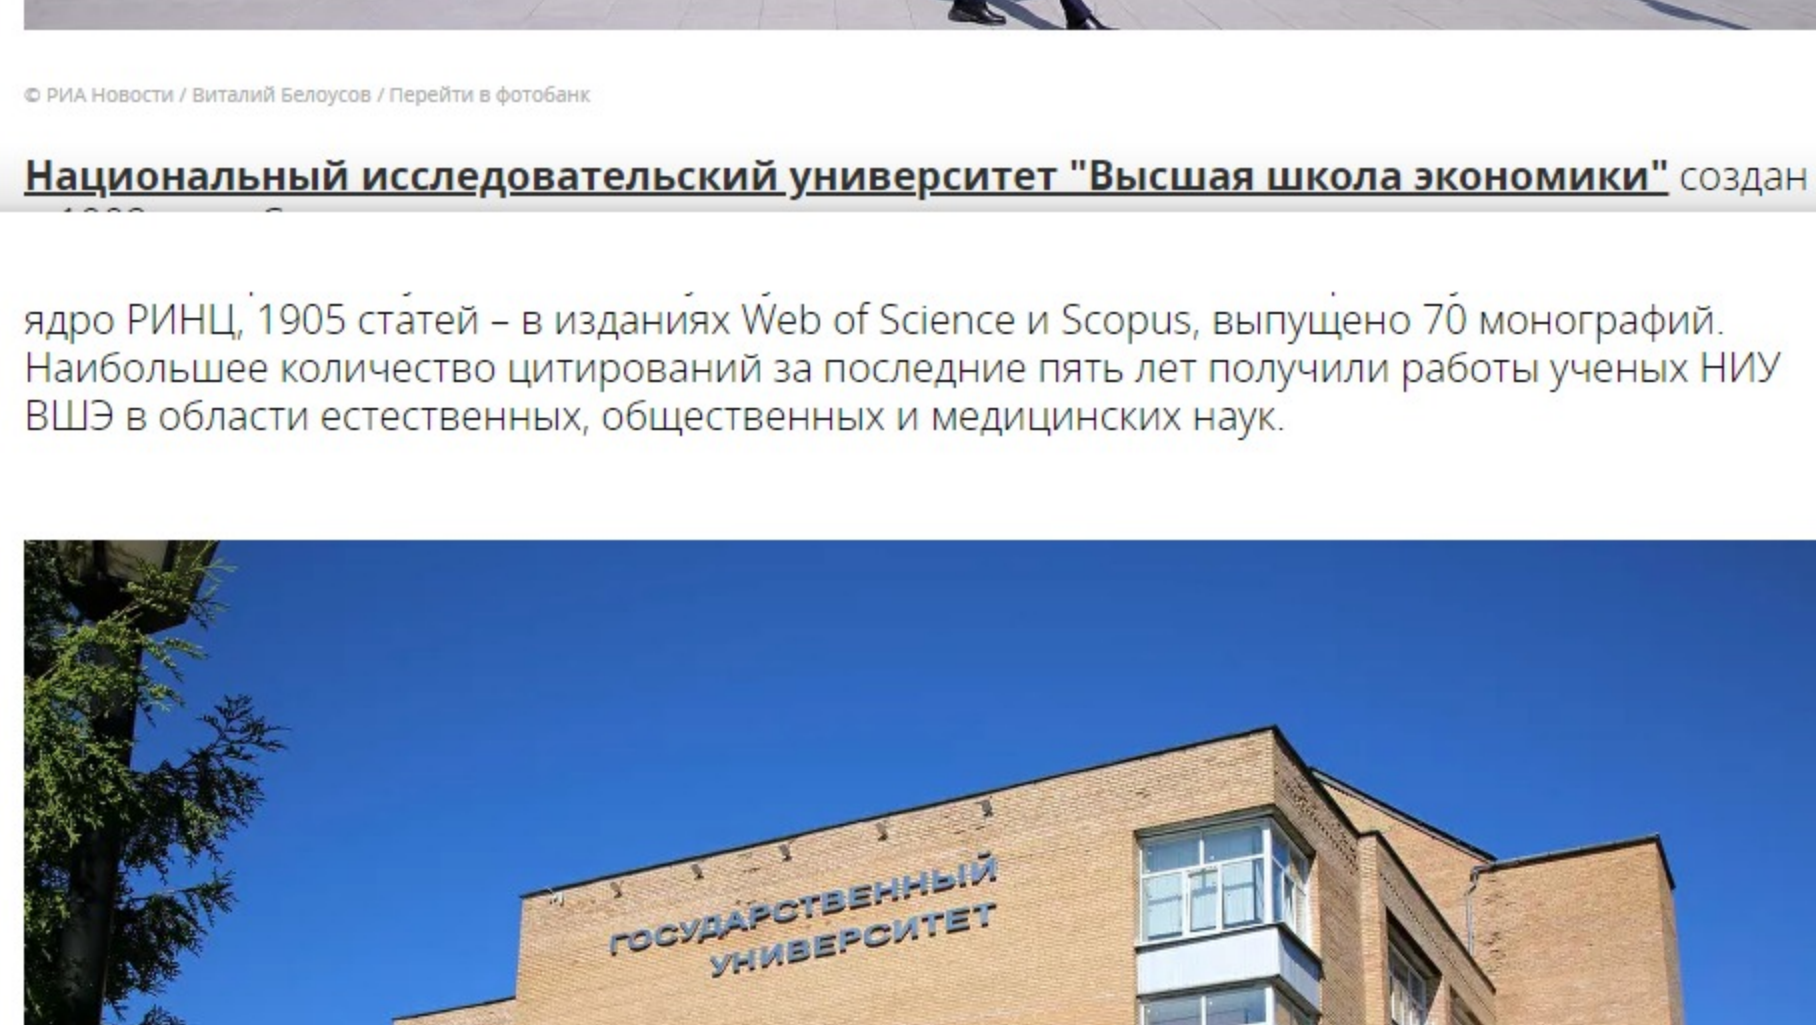 © РИА Новости / Виталий Белоусов / Перейти в фотобанк
Национальный исследовательский университет "Высшая школа экономики" создан
ядро РИНЦ, 1905 статей – в изданиях Web of Science и Scopus, выпущено 70 монографий.
Наибольшее количество цитирований за последние пять лет получили работы ученых НИУ
ВШЭ в области естественных, общественных и медицинских наук.
ГОСУДАРСТВЕННЫЙ
УНИВЕРСИТЕТ